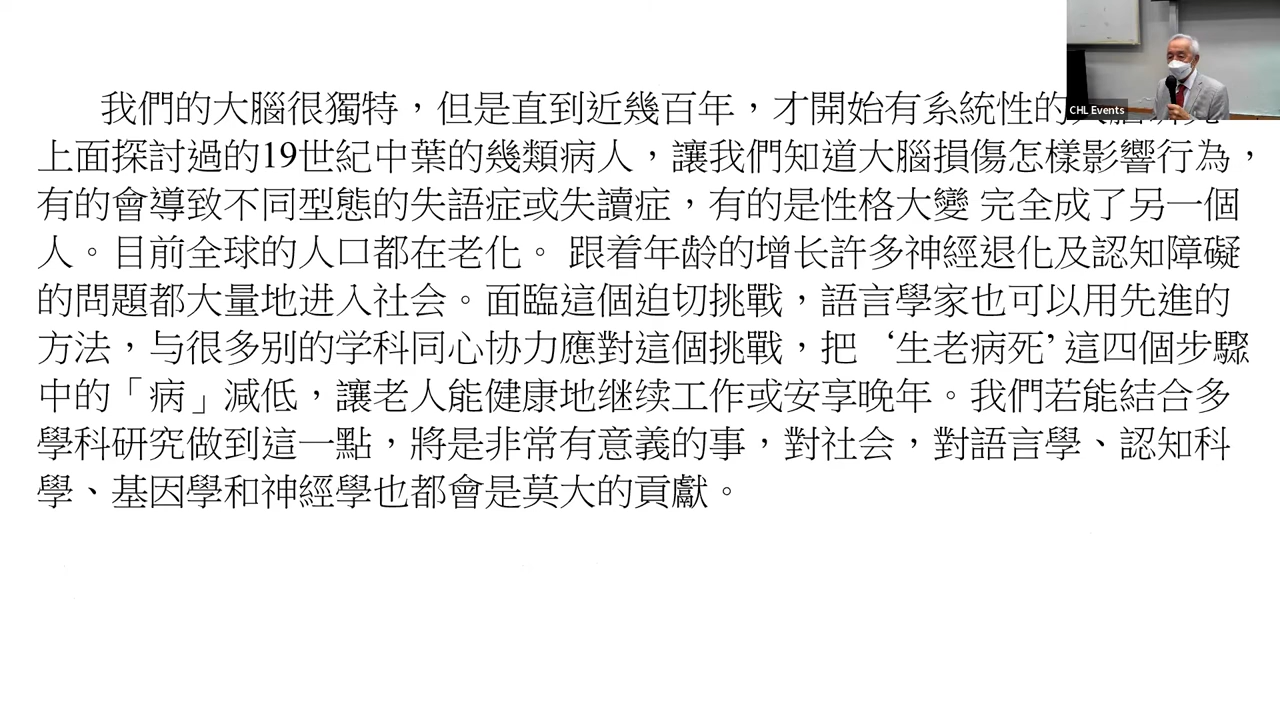 我們的大腦很獨特，但是直到近幾百年，才開始有系統性的
CHL Events
上面探討過的19世紀中葉的幾類病人，讓我們知道大腦損傷怎樣影響行為，
有的會導致不同型態的失語症或失讀症，有的是性格大變 完全成了另一個
人。目前全球的人口都在老化。 跟着年龄的增长許多神經退化及認知障礙
的問題都大量地进入社会。面臨這個迫切挑戰，語言學家也可以用先進的
方法，与很多别的学科同心协力應對這個挑戰，把 ‘生老病死’ 這四個步驟
中的「病」减低，讓老人能健康地继续工作或安享晚年。我們若能結合多
學科研究做到這一點，將是非常有意義的事，對社会，對語言學、認知科
學、基因學和神經學也都會是莫大的貢獻。